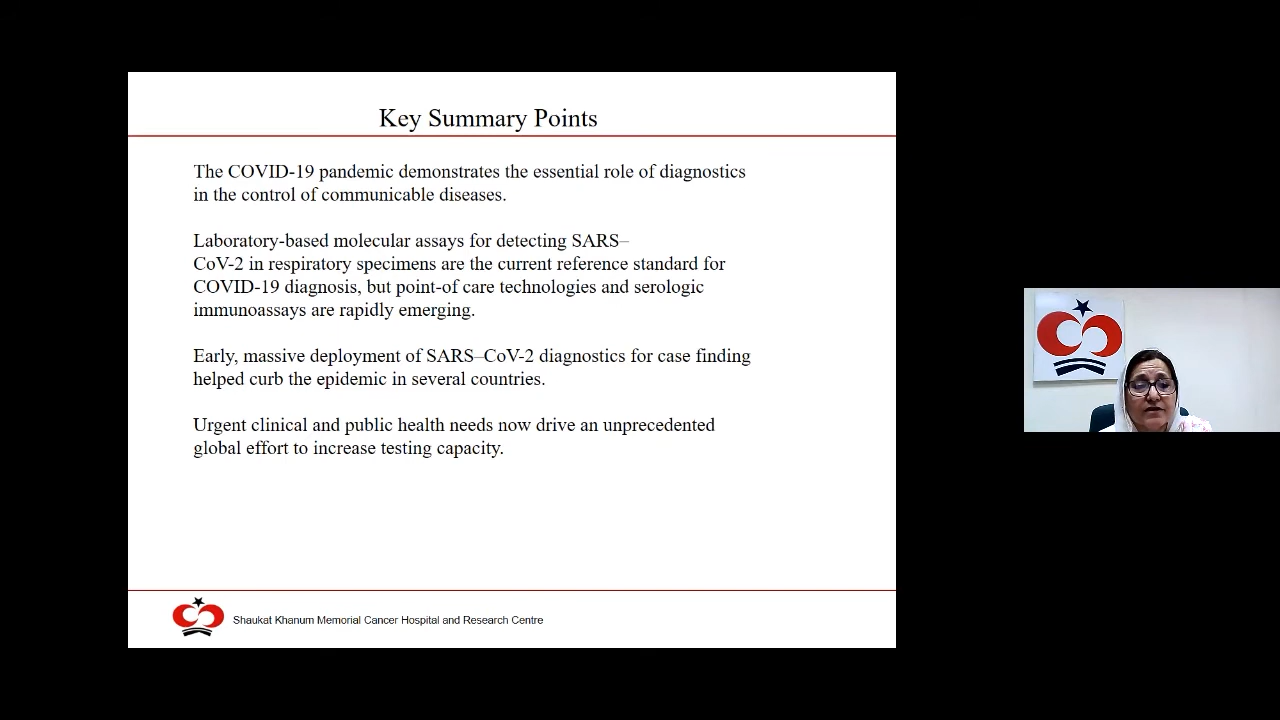 Key Summary Points
The COVID-19 pandemic demonstrates the essential role of diagnostics
in the control of communicable diseases.
Laboratory-based molecular assays for detecting SARS–
CoV-2 in respiratory specimens are the current reference standard for
COVID-19 diagnosis, but point-of care technologies and serologic
immunoassays are rapidly emerging.
Early, massive deployment of SARS–CoV-2 diagnostics for case finding
helped curb the epidemic in several countries.
Urgent clinical and public health needs now drive an unprecedented
global effort to increase testing capacity.
Shaukat Khanum Memorial Cancer Hospital and Research Centre